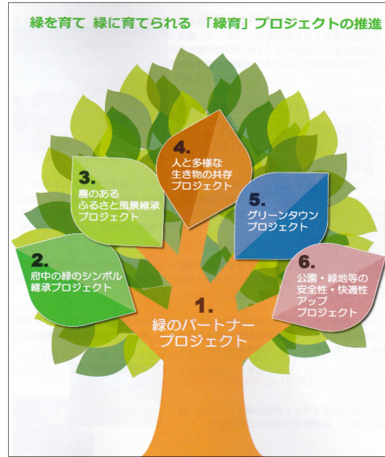 緑を育て 緑に育てられる 「緑育」プロジェクトの推進
4.
人と多様な
生き物の共存
プロジェクト
3.
農のある
ふるさと風景継承
プロジェクト
5.
グリーンタウン
プロジェクト
2.
府中の緑のシンボル
継承プロジェクト
6.
公園・緑地等の
安全性・快適性
アップ
プロジェクト
1.
緑のパートナー
プロジェクト